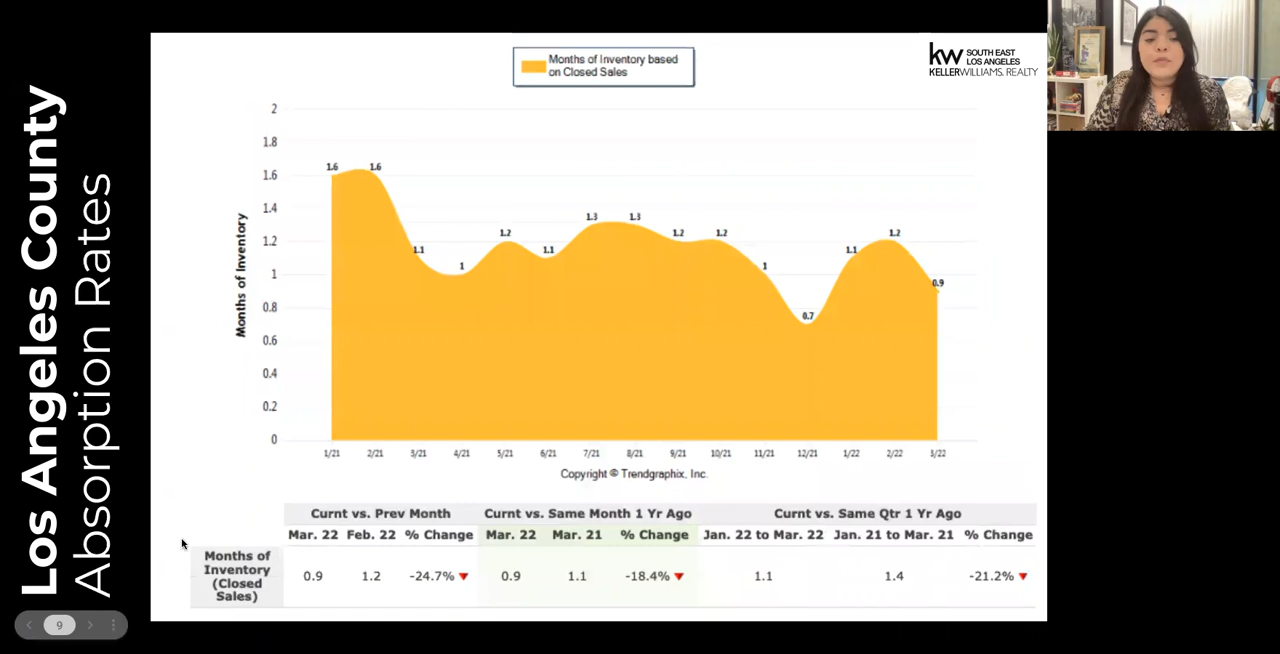 Los Angeles County
Absorption Rates
Months of Inventory based
on Closed Sales
kw SOUTH EAST
LOS ANGELES
KELLERWILLIAMS. REALTY
Months of Inventory
2
1.8
1.6
1.4
1.2
1
0.8
0.6
0.4
0.2
0
1.6 1.6 1.1 1 1.2 1.1 1.3 1.3 1.2 1.2 1 0.7 1.1 1.2 0.9
1/21 2/21 3/21 4/21 5/21 6/21 7/21 8/21 9/21 10/21 11/21 12/21 1/22 2/22 3/22
Copyright ® Trendgraphix, Inc.
Curnt vs. Prev Month Curnt vs. Same Month 1 Yr Ago Curnt vs. Same Qtr 1 Yr Ago
Mar. 22 Feb. 22 % Change Mar. 22 Mar. 21 % Change Jan. 22 to Mar. 22 Jan. 21 to Mar. 21 % Change
Months of
Inventory
(Closed
Sales)
0.9 1.2 -24.7% 0.9 1.1 -18.4% 1.1 1.4 -21.2%
9